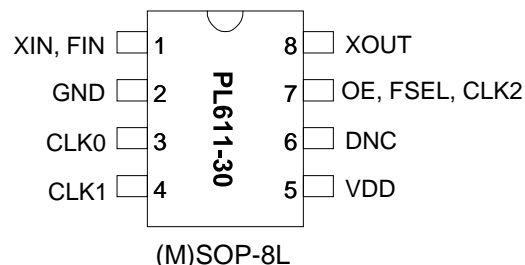 XIN, FIN 1 8 XOUT
GND 2 7 OE, FSEL, CLK2
CLK0 3 6 DNC
CLK1 4 5 VDD
PL611-30
(M)SOP-8L